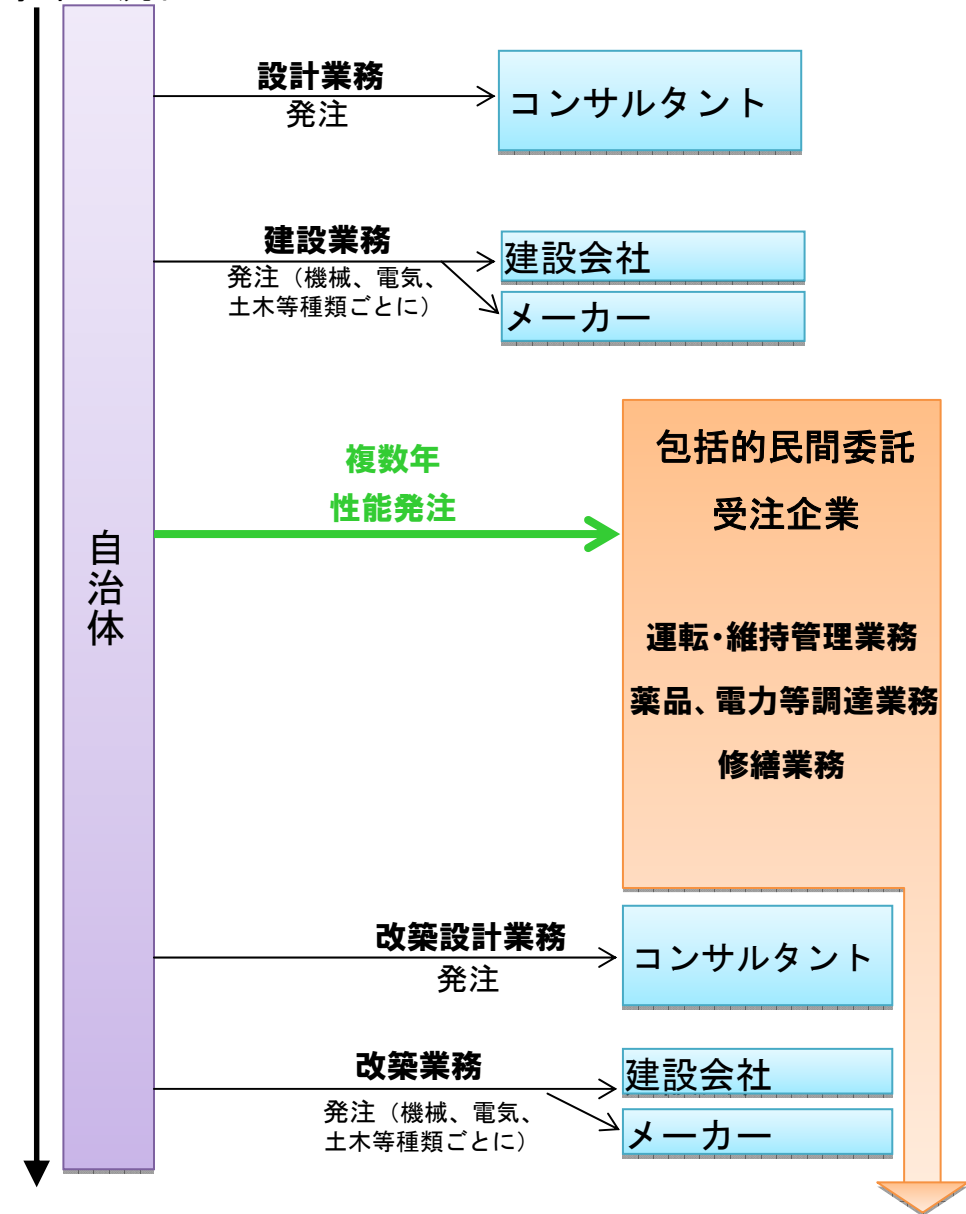 設計業務
発注
コンサルタント
建設業務
発注（機械、電気、
土木等種類ごとに）
建設会社
メーカー
自治体
複数年
性能発注
包括的民間委託
受注企業
運転・維持管理業務
薬品、電力等調達業務
修繕業務
改築設計業務
発注
コンサルタント
改築業務
発注（機械、電気、
土木等種類ごとに）
建設会社
メーカー